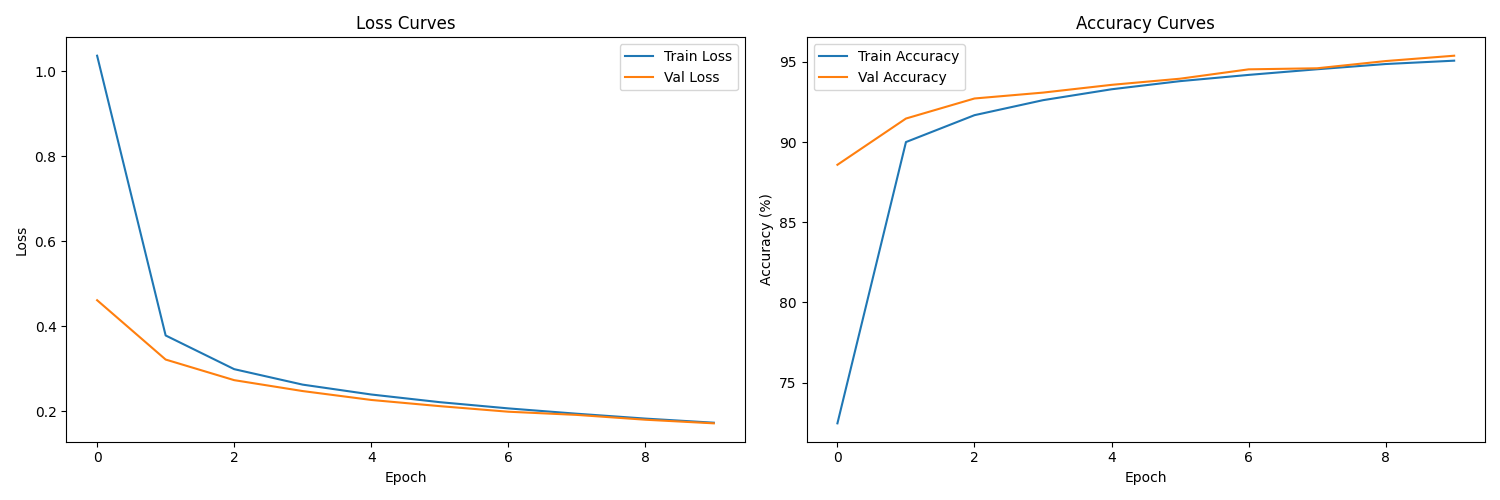 Loss Curves
Train Loss
Val Loss
1.0
0.8
0.6
0.4
0.2
Loss
0 2 4 6 8
Epoch
Accuracy Curves
Train Accuracy
Val Accuracy
95
90
85
80
75
Accuracy (%)
0 2 4 6 8
Epoch